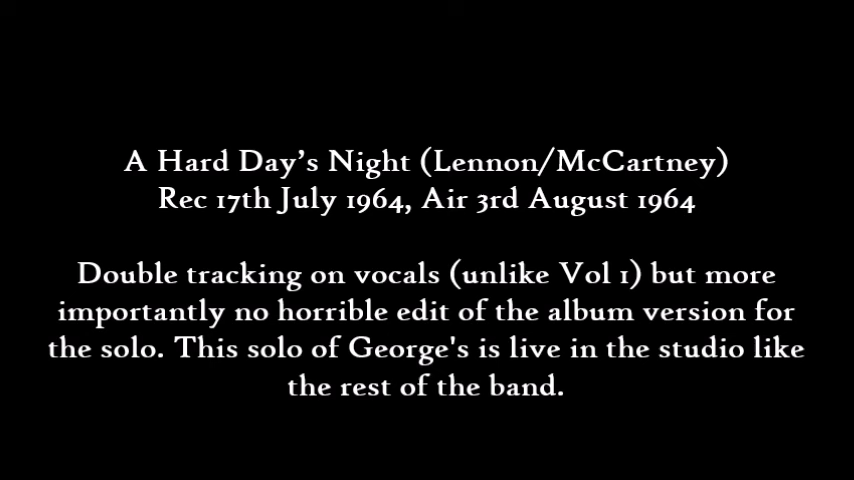 A Hard Day’s Night (Lennon/McCartney)
Rec 17th July 1964, Air 3rd August 1964
Double tracking on vocals (unlike Vol 1) but more
importantly no horrible edit of the album version for
the solo. This solo of George's is live in the studio like
the rest of the band.